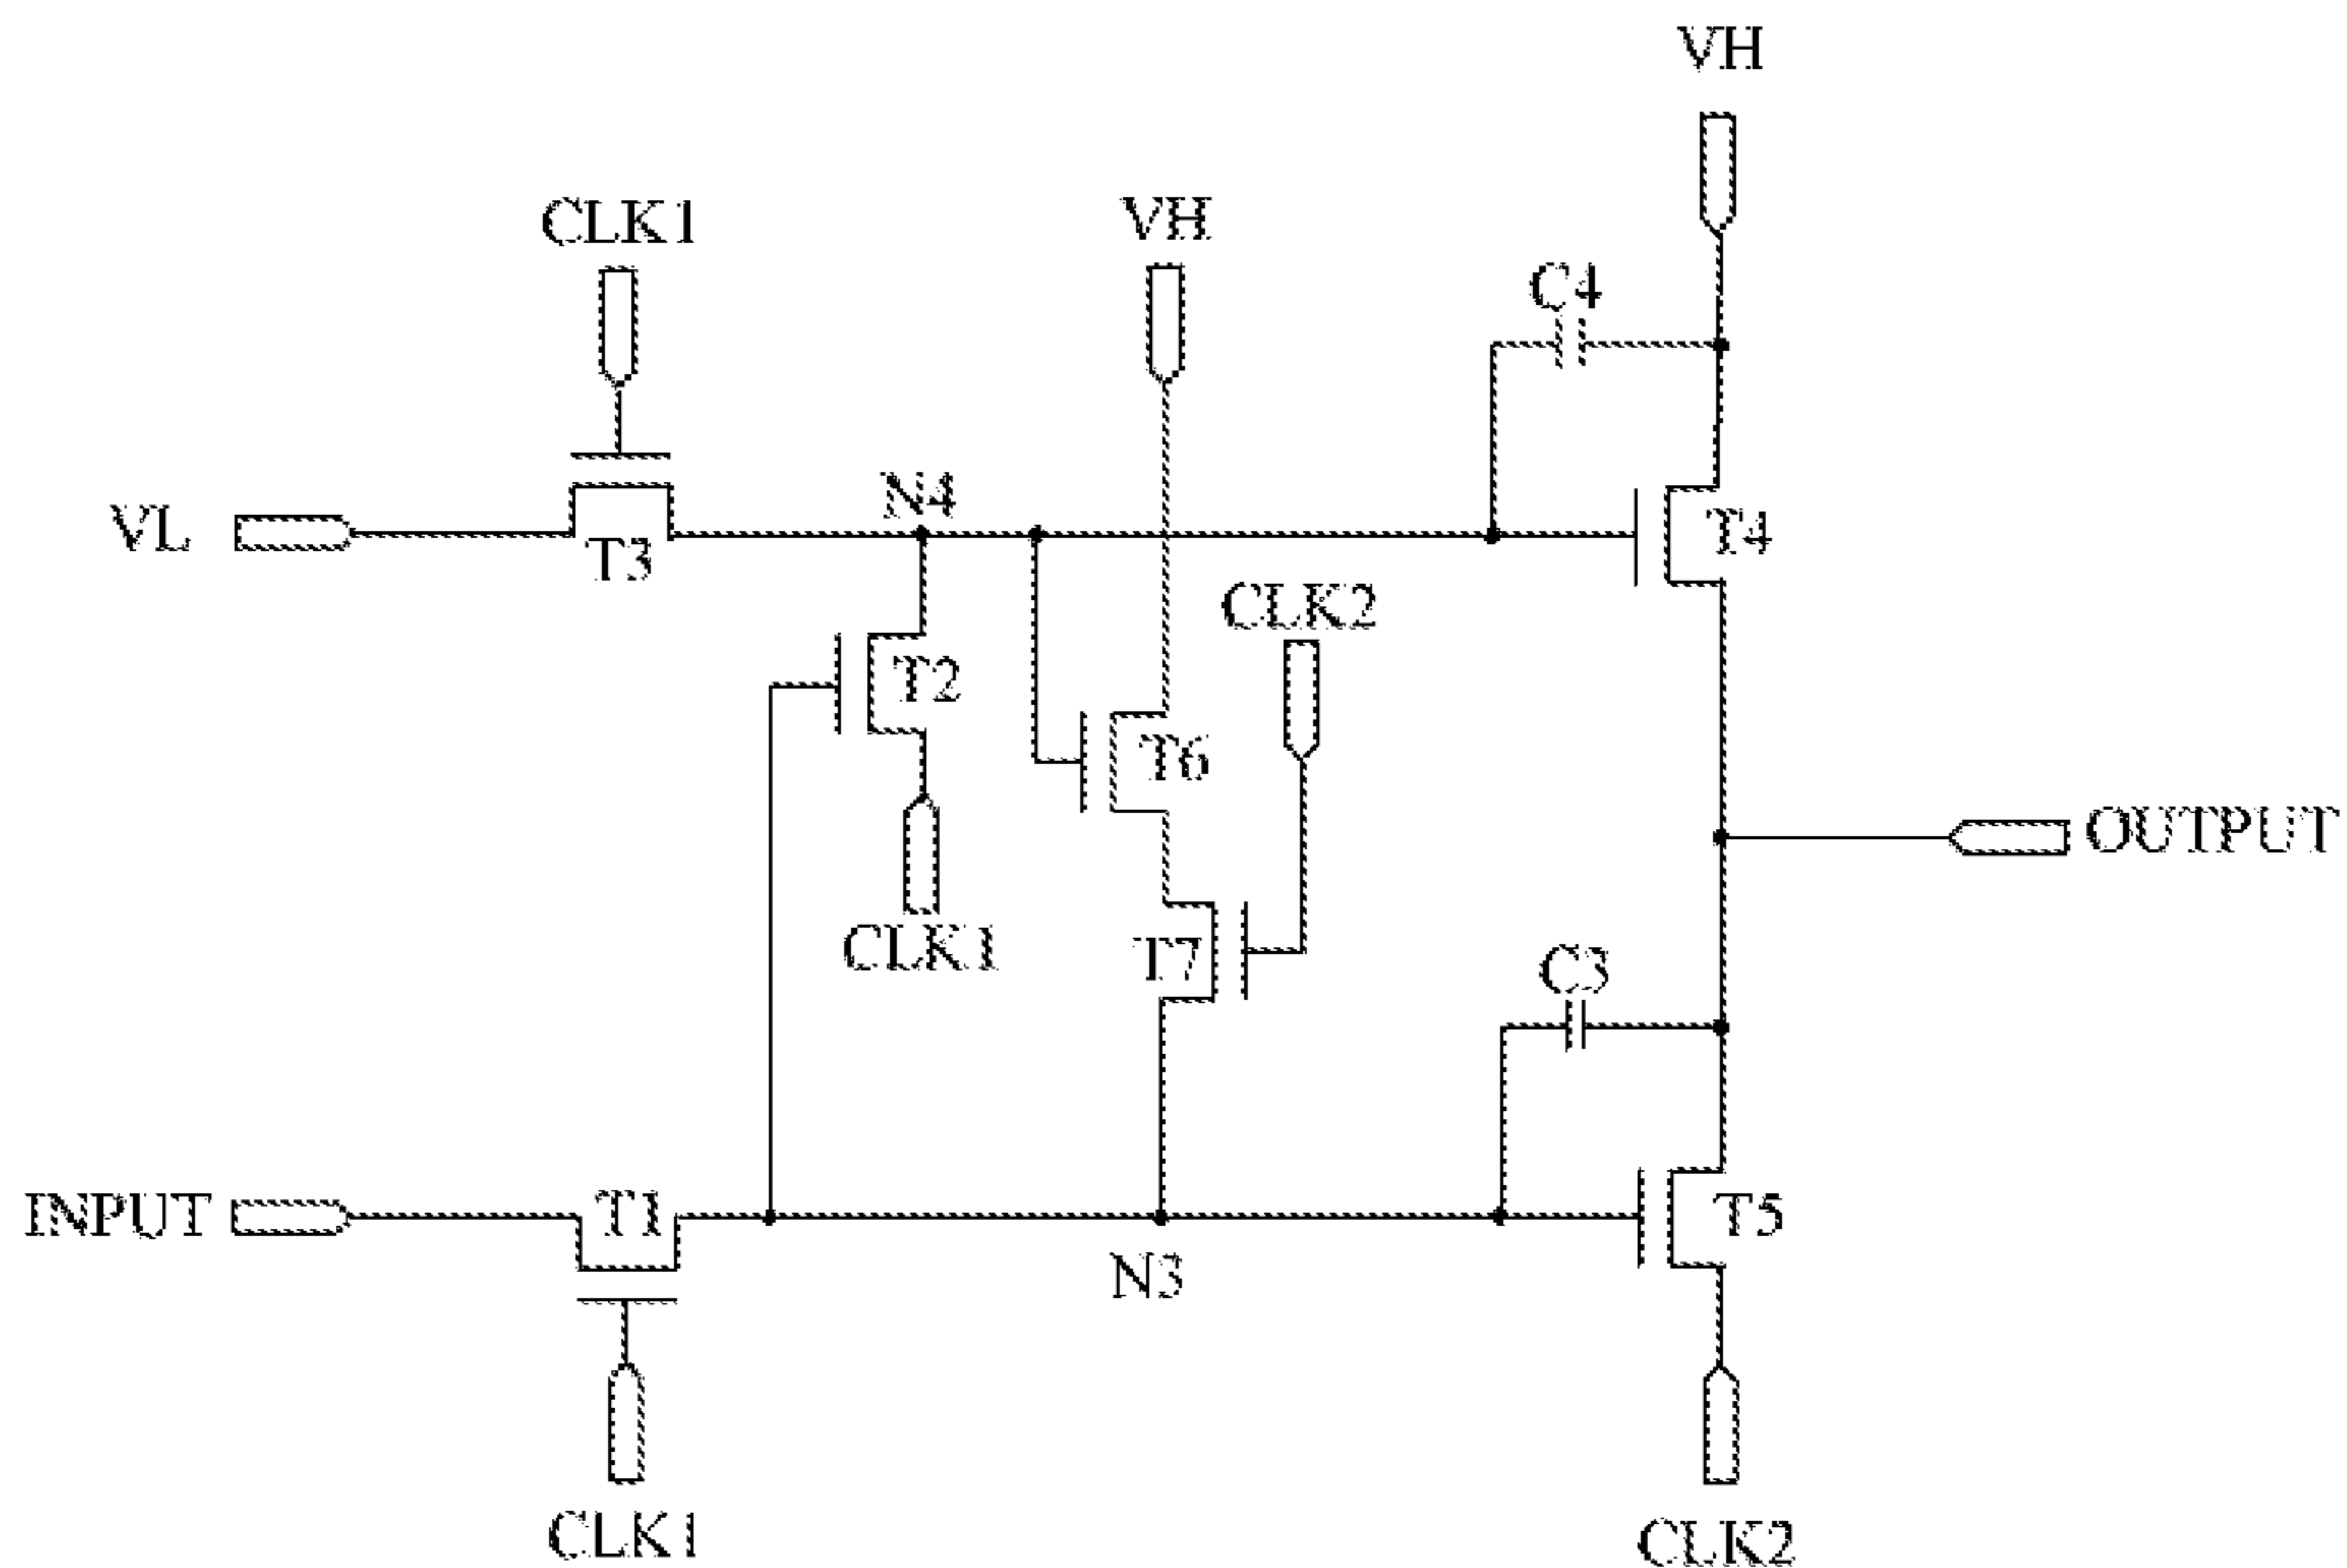 VH
CLK1
VH
C4
N4
VL
T3
T4
CLK2
T2
T6
OUTPUT
CLK1
T7
C3
INPUT
T1
T5
N3
CLK1
CLK2